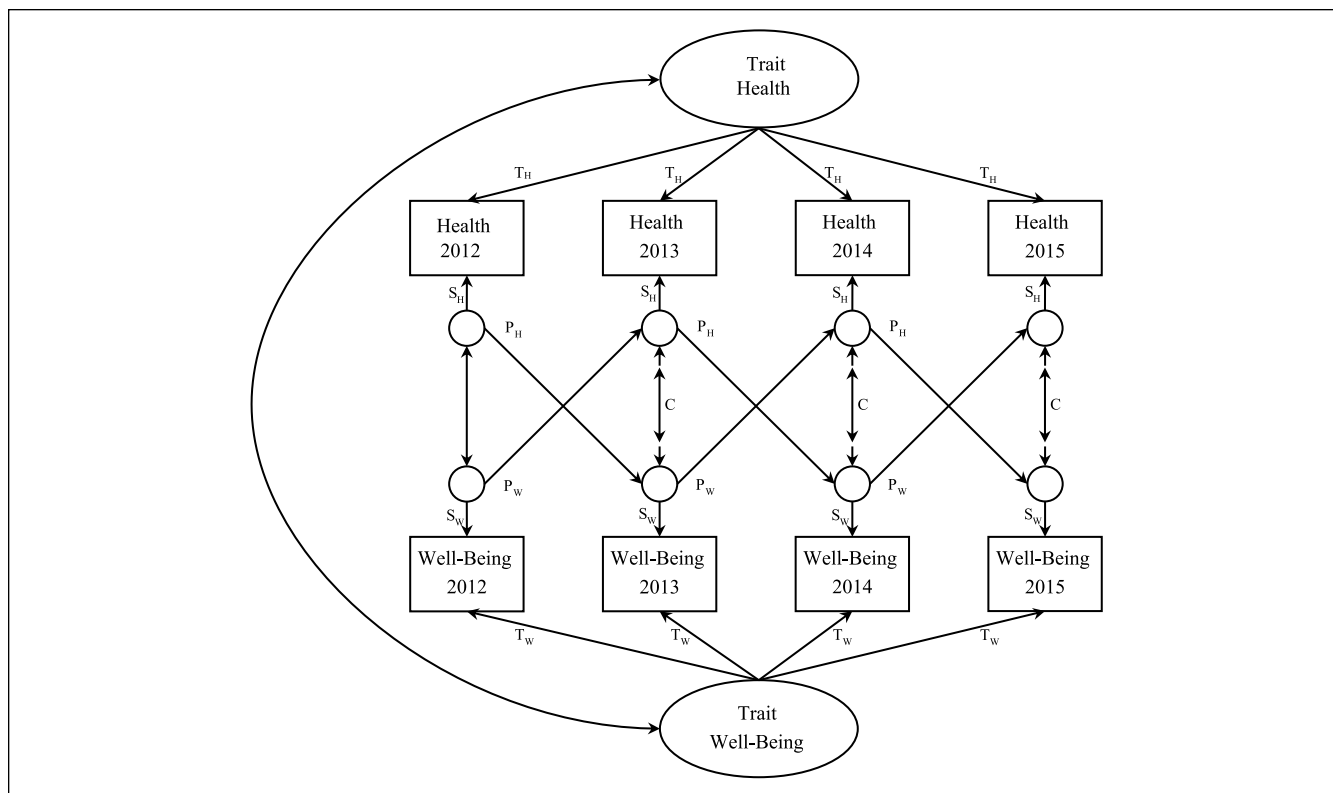 Trait
Health
T_H T_H T_H T_H
Health
2012
Health
2013
Health
2014
Health
2015
S_H S_H S_H S_H
P_H P_H P_H
C C C
P_W P_W P_W
S_W S_W S_W S_W
Well-Being
2012
Well-Being
2013
Well-Being
2014
Well-Being
2015
T_W T_W T_W T_W
Trait
Well-Being